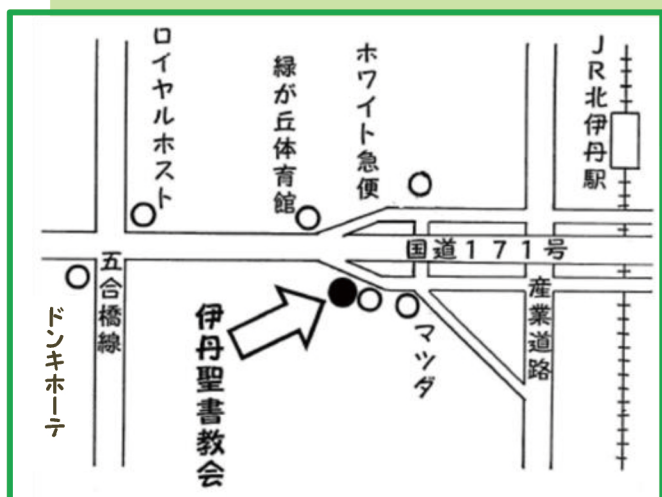 ロイヤルホスト
緑が丘体育館
ホワイト急便
JR北伊丹駅
国道171号
五合橋線
ドンキホーテ
伊丹聖書教会
マツダ
産業道路